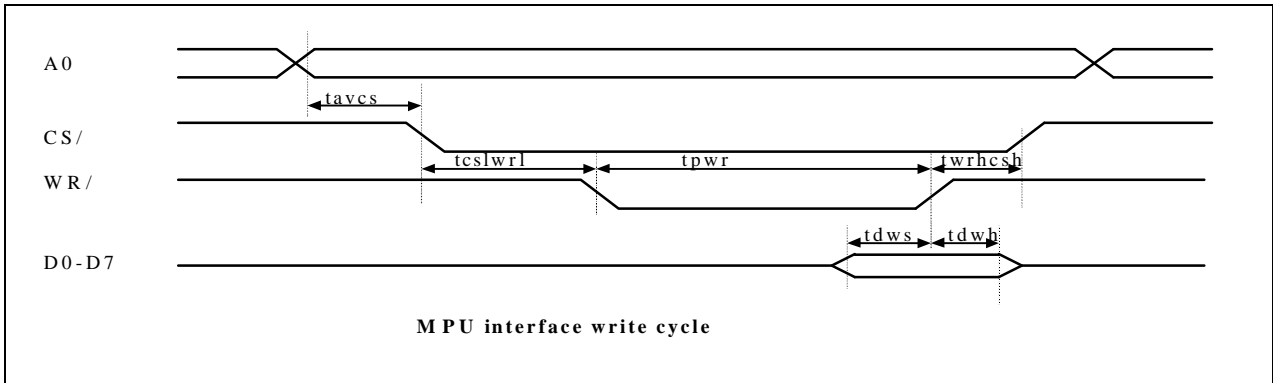 A0
tavcs
CS/
tcslwrl tpwr twrhcsh
WR/
tdws tdwh
D0-D7
MPU interface write cycle